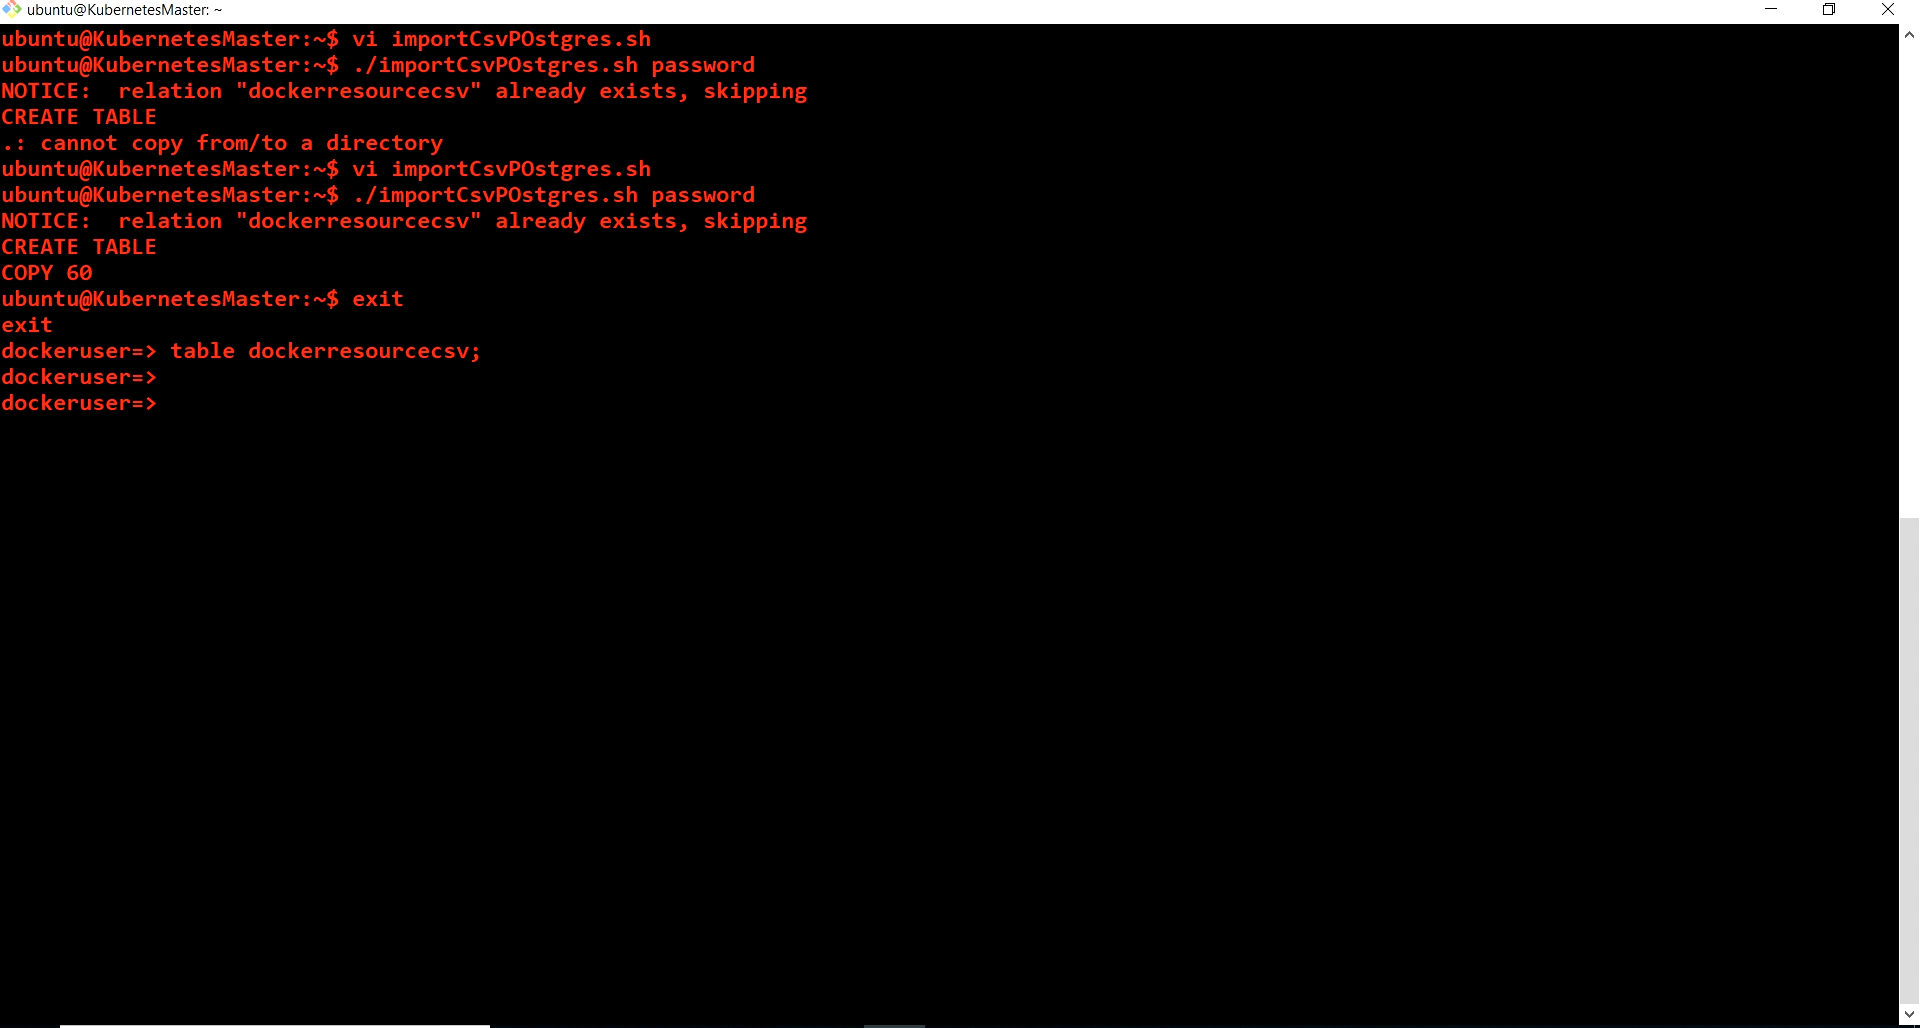 ubuntu@KubernetesMaster: ~
ubuntu@KubernetesMaster:~$ vi importCsvPOstgres.sh
ubuntu@KubernetesMaster:~$ ./importCsvPOstgres.sh password
NOTICE:  relation "dockerresourcecsv" already exists, skipping
CREATE TABLE
.: cannot copy from/to a directory
ubuntu@KubernetesMaster:~$ vi importCsvPOstgres.sh
ubuntu@KubernetesMaster:~$ ./importCsvPOstgres.sh password
NOTICE:  relation "dockerresourcecsv" already exists, skipping
CREATE TABLE
COPY 60
ubuntu@KubernetesMaster:~$ exit
exit
dockeruser=> table dockerresourcecsv;
dockeruser=>
dockeruser=>